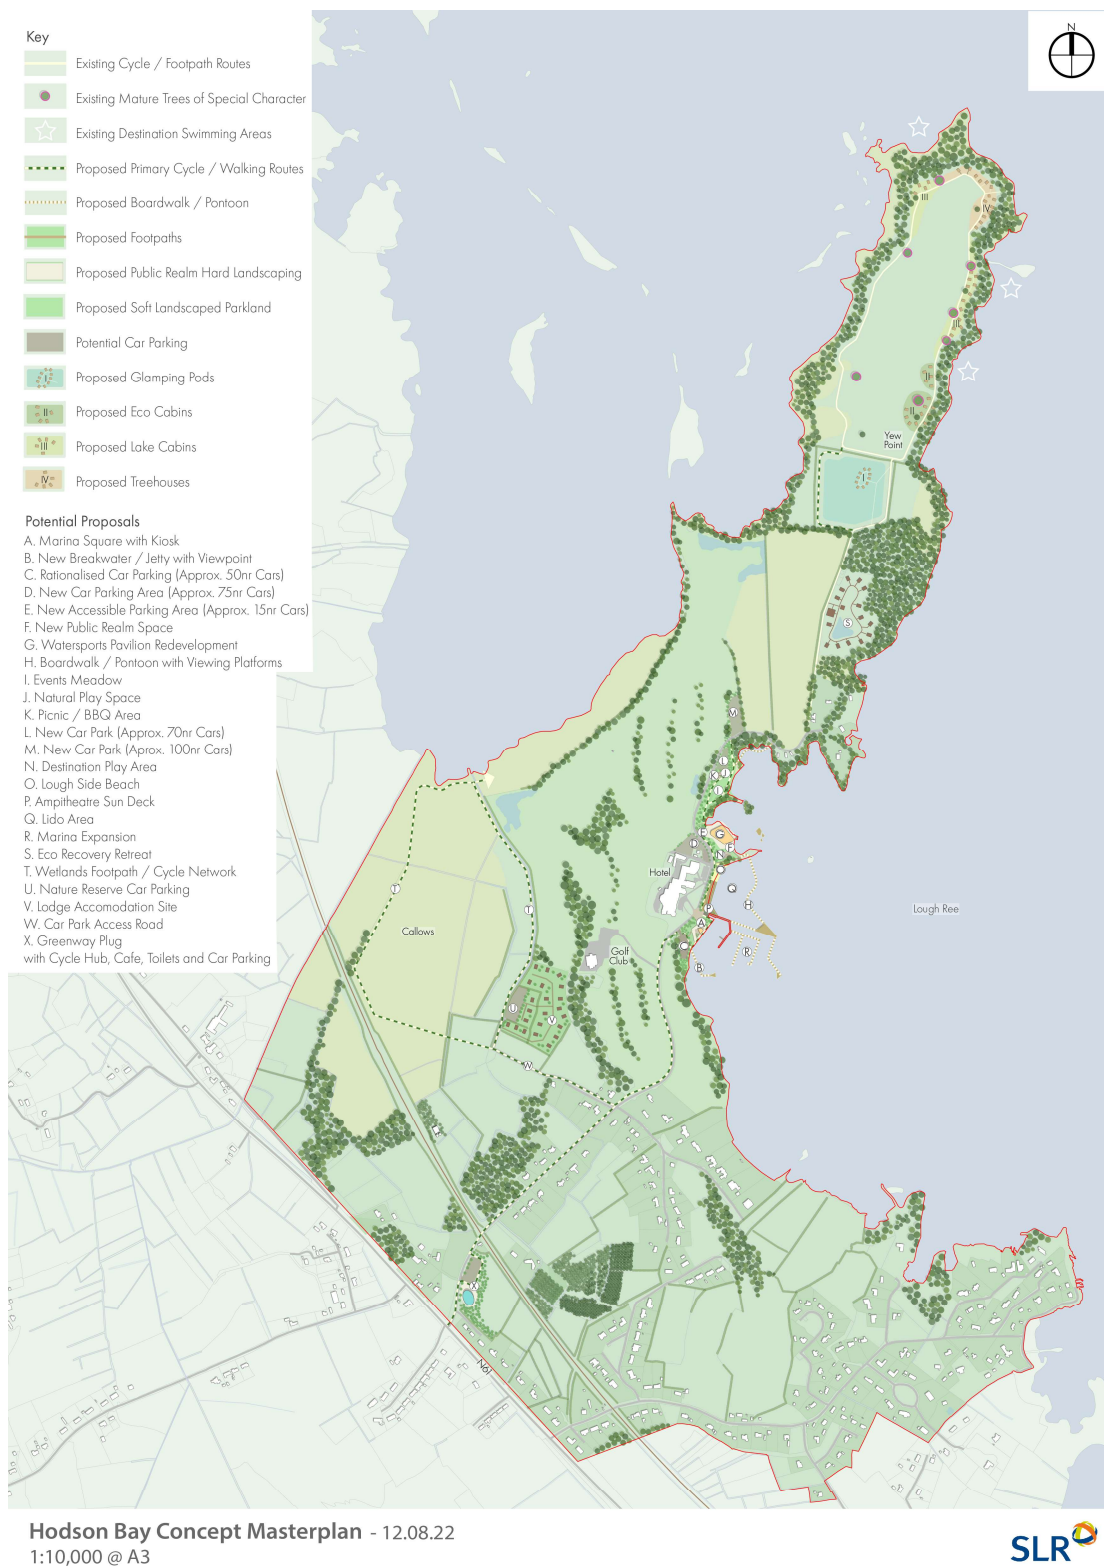 Key
Existing Cycle / Footpath Routes
Existing Mature Trees of Special Character
Existing Destination Swimming Areas
Proposed Primary Cycle / Walking Routes
Proposed Boardwalk / Pontoon
Proposed Footpaths
Proposed Public Realm Hard Landscaping
Proposed Soft Landscaped Parkland
Potential Car Parking
I Proposed Glamping Pods
II Proposed Eco Cabins
III Proposed Lake Cabins
IV Proposed Treehouses
Potential Proposals
A. Marina Square with Kiosk
B. New Breakwater / Jetty with Viewpoint
C. Rationalised Car Parking (Approx. 50nr Cars)
D. New Car Parking Area (Approx. 75nr Cars)
E. New Accessible Parking Area (Approx. 15nr Cars)
F. New Public Realm Space
G. Watersports Pavilion Redevelopment
H. Boardwalk / Pontoon with Viewing Platforms
I. Events Meadow
J. Natural Play Space
K. Picnic / BBQ Area
L. New Car Park (Approx. 70nr Cars)
M. New Car Park (Aprox. 100nr Cars)
N. Destination Play Area
O. Lough Side Beach
P. Ampitheatre Sun Deck
Q. Lido Area
R. Marina Expansion
S. Eco Recovery Retreat
T. Wetlands Footpath / Cycle Network
U. Nature Reserve Car Parking
V. Lodge Accomodation Site
W. Car Park Access Road
X. Greenway Plug
with Cycle Hub, Cafe, Toilets and Car Parking
N
III
IV
III
II
II
Yew
Point
I
S
M
L
K
J
I
E
G
D
F
N
Hotel
O
Q
P
H
Lough Ree
A
T
T
Callows
Golf
Club
C
R
B
U
V
W
X
N61
Hodson Bay Concept Masterplan - 12.08.22
1:10,000 @ A3
SLR